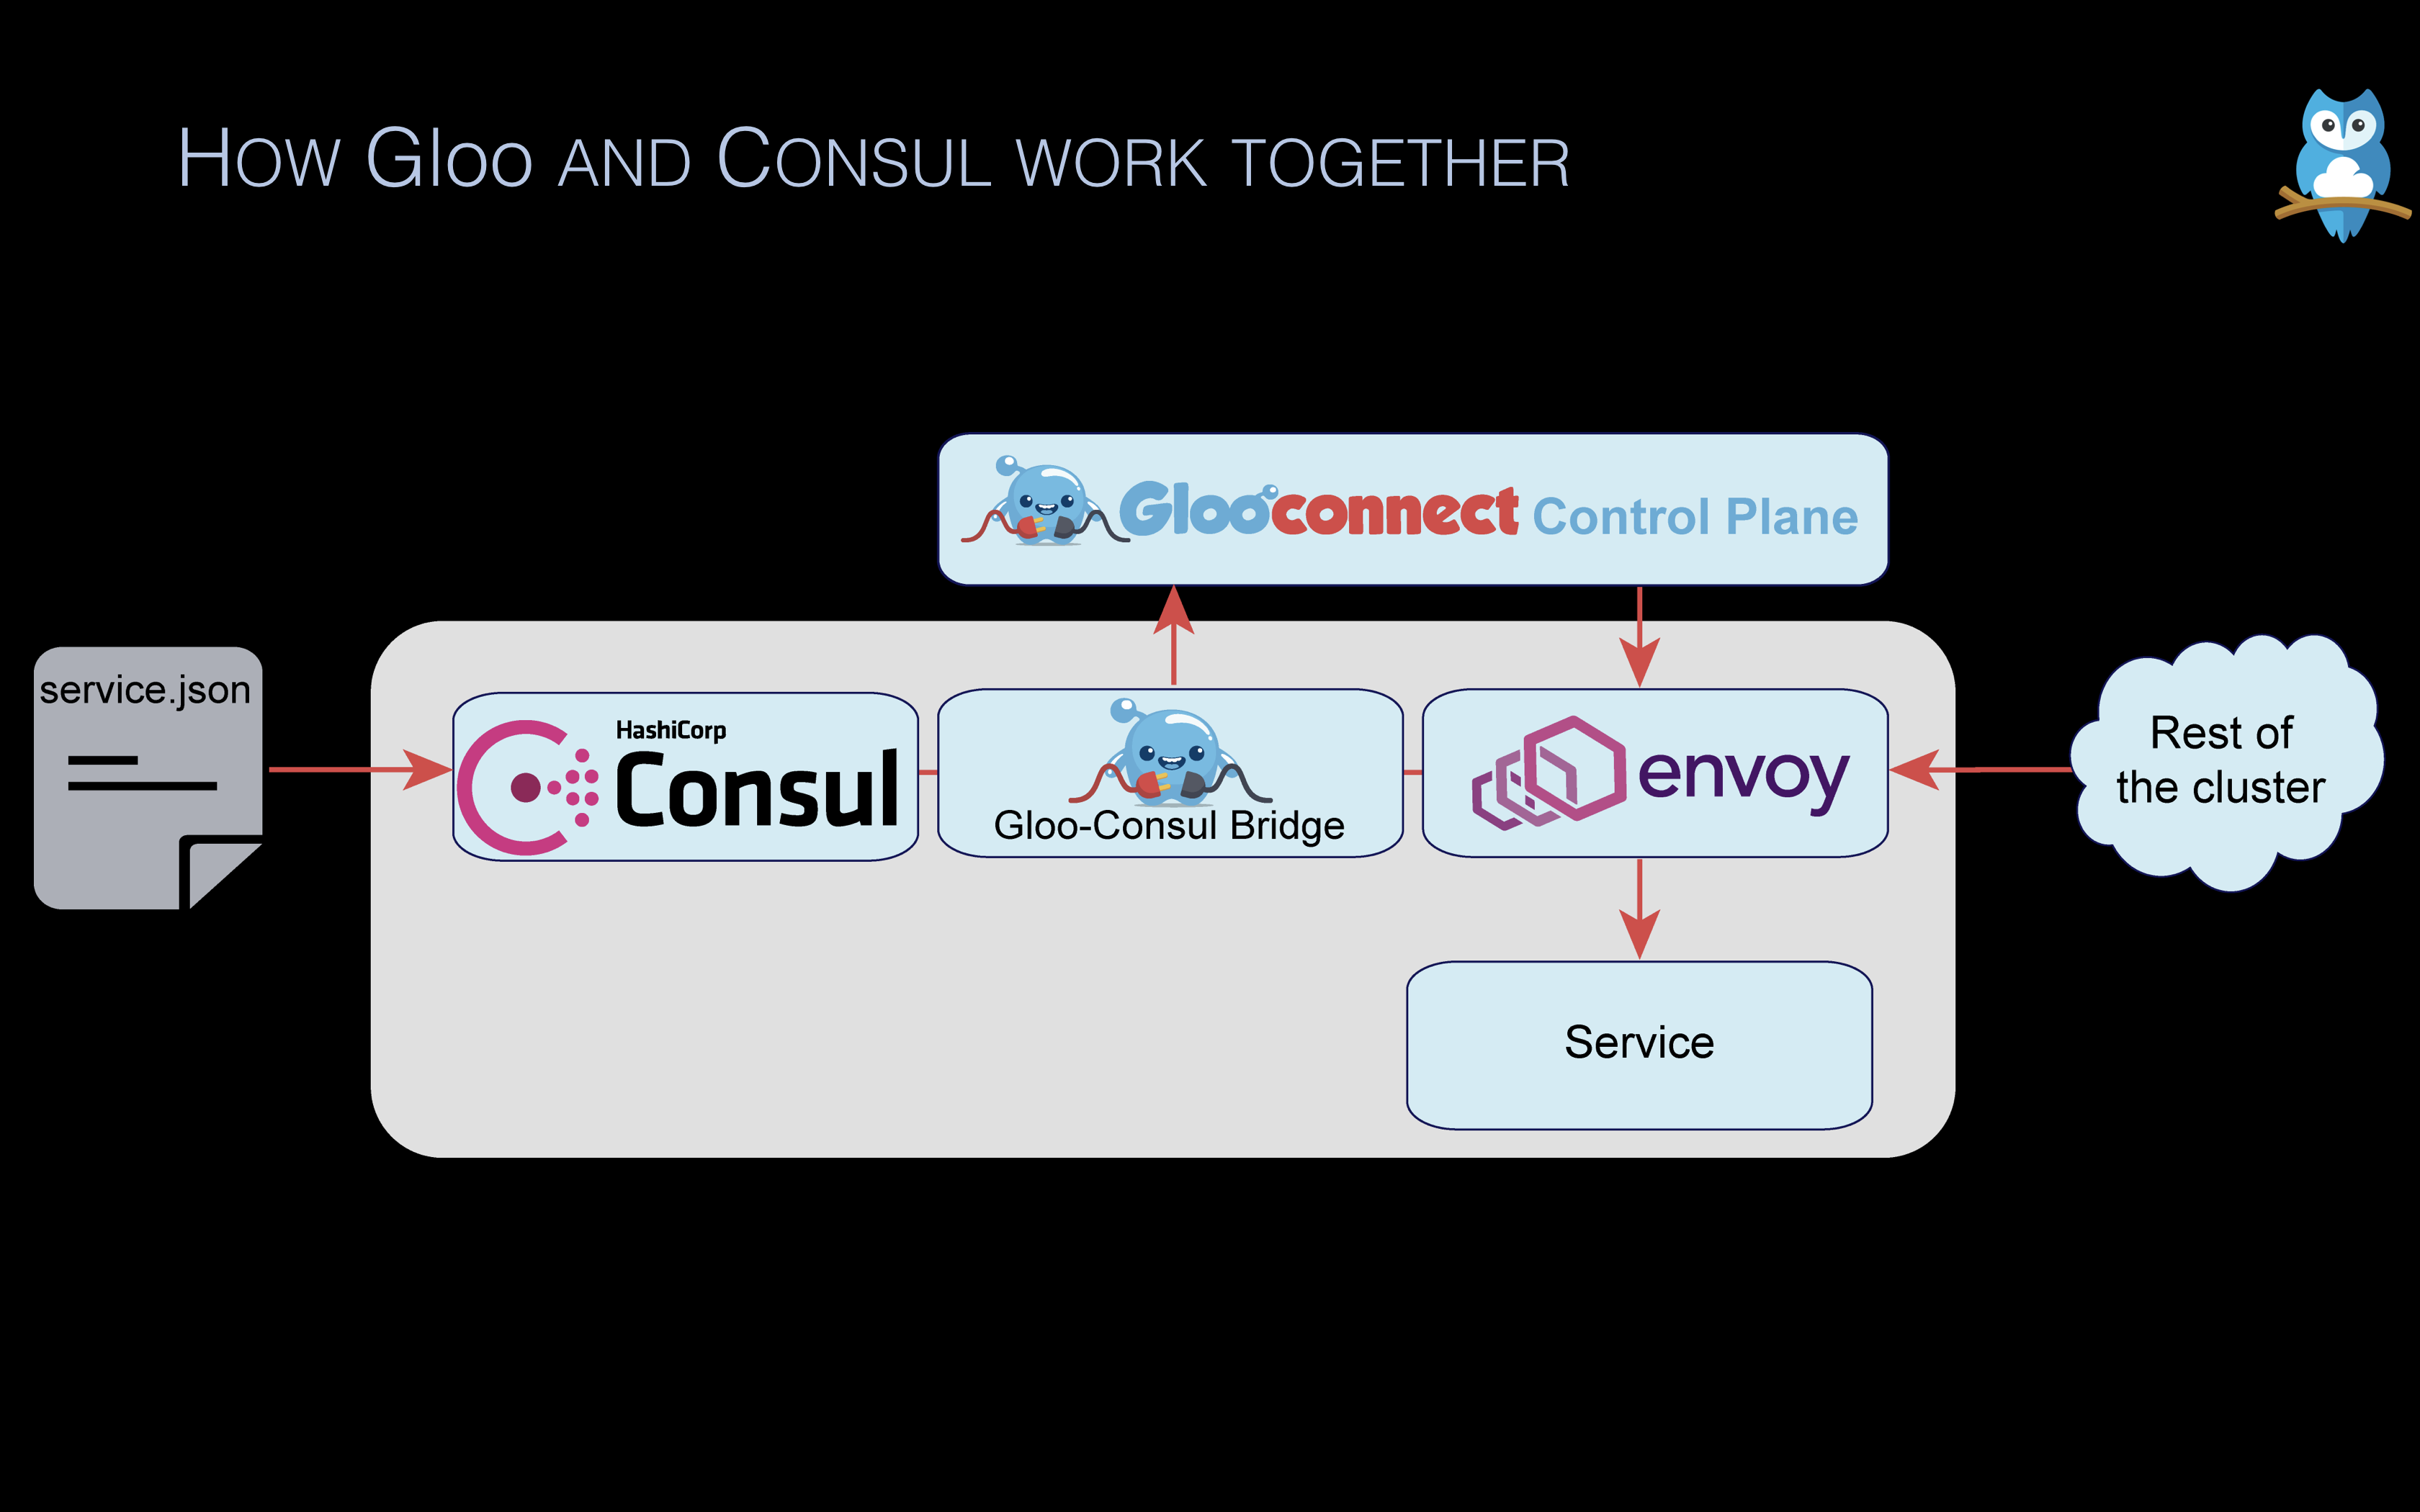 How Gloo and Consul work together
Glooconnect Control Plane
service.json
HashiCorp
Consul
Gloo-Consul Bridge
envoy
Rest of
the cluster
Service